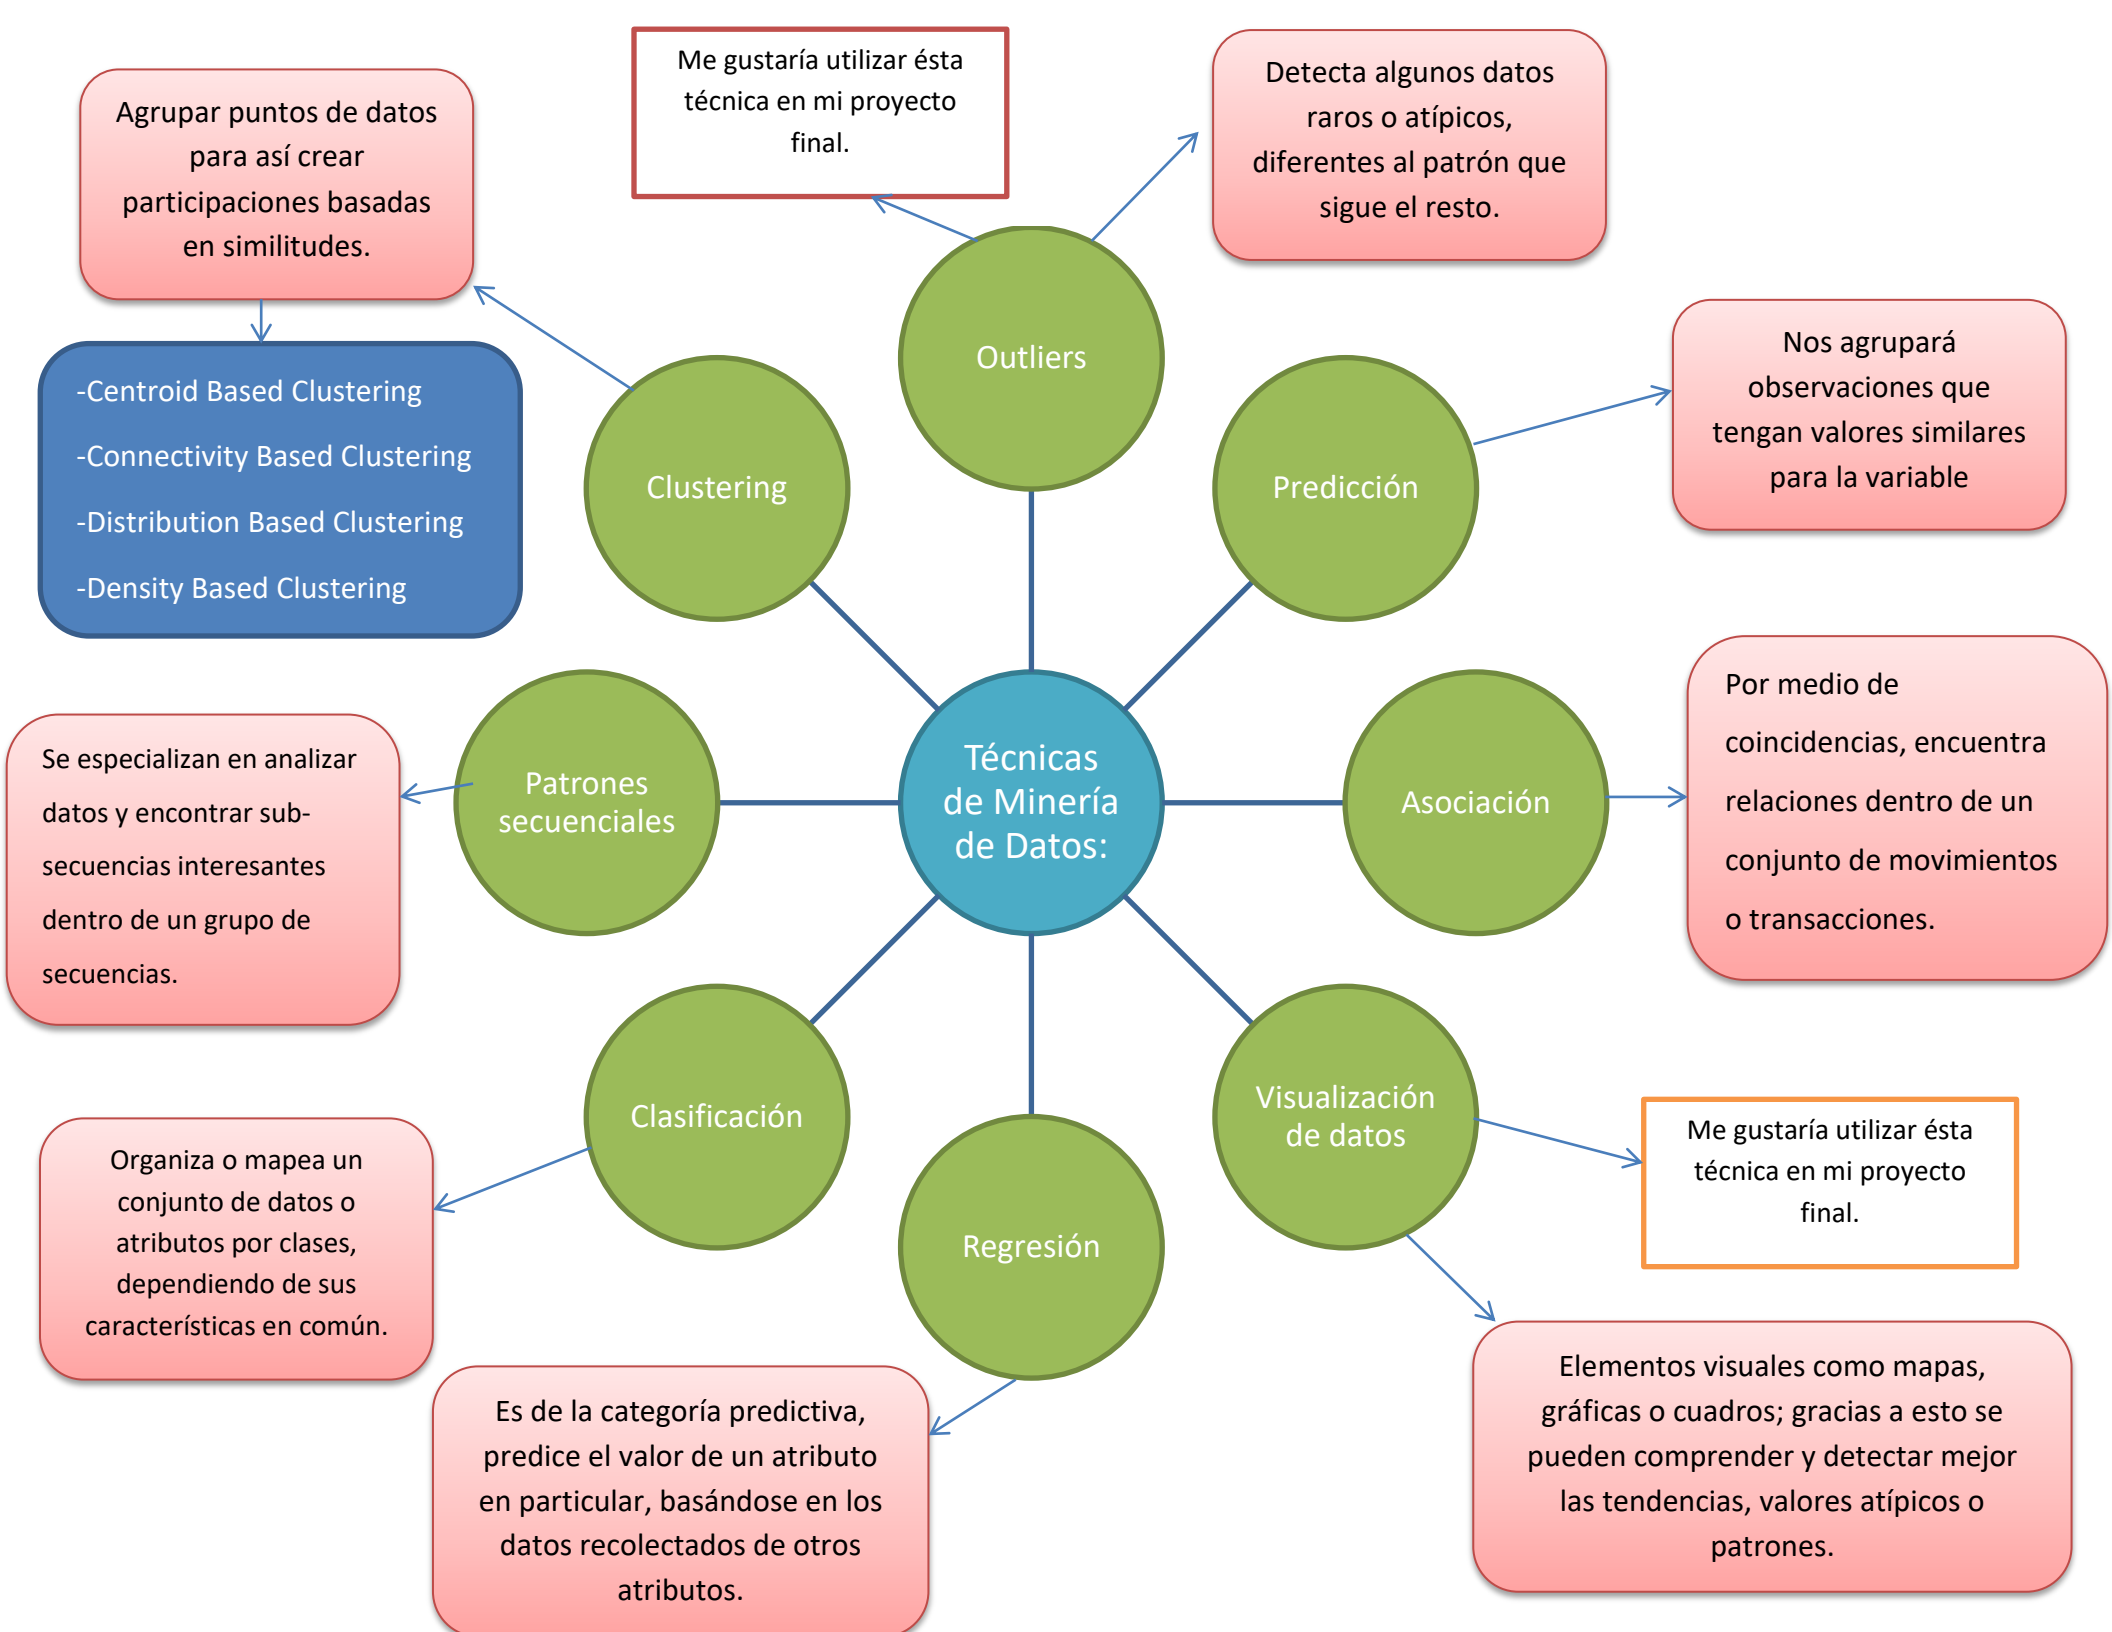 Me gustaría utilizar ésta
técnica en mi proyecto
final.
Detecta algunos datos
raros o atípicos,
diferentes al patrón que
sigue el resto.
Agrupar puntos de datos
para así crear
participaciones basadas
en similitudes.
Outliers
Nos agrupará
observaciones que
tengan valores similares
para la variable
-Centroid Based Clustering
-Connectivity Based Clustering
-Distribution Based Clustering
-Density Based Clustering
Clustering
Predicción
Se especializan en analizar
datos y encontrar sub-
secuencias interesantes
dentro de un grupo de
secuencias.
Patrones
secuenciales
Técnicas
de Minería
de Datos:
Asociación
Por medio de
coincidencias, encuentra
relaciones dentro de un
conjunto de movimientos
o transacciones.
Clasificación
Visualización
de datos
Me gustaría utilizar ésta
técnica en mi proyecto
final.
Organiza o mapea un
conjunto de datos o
atributos por clases,
dependiendo de sus
características en común.
Regresión
Es de la categoría predictiva,
predice el valor de un atributo
en particular, basándose en los
datos recolectados de otros
atributos.
Elementos visuales como mapas,
gráficas o cuadros; gracias a esto se
pueden comprender y detectar mejor
las tendencias, valores atípicos o
patrones.